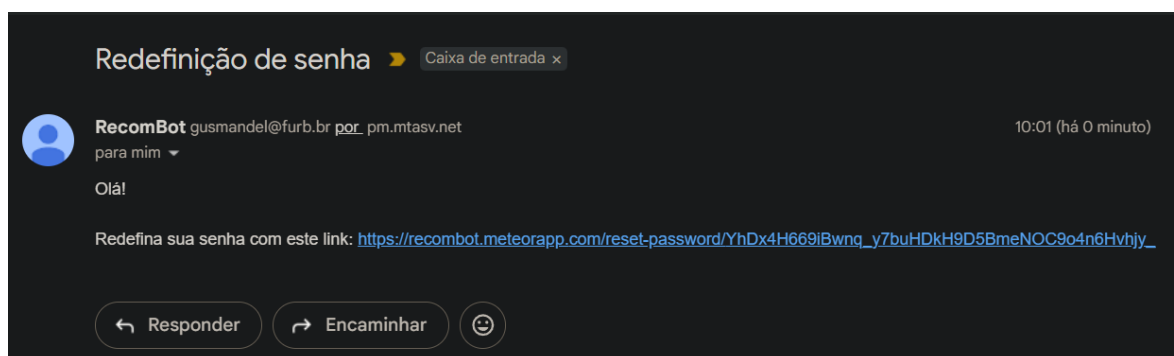 Redefinição de senha Caixa de entrada x
RecomBot gusmandel@furb.br por pm.mtasv.net 10:01 (há 0 minuto)
para mim
Olá!
Redefina sua senha com este link: https://recombot.meteorapp.com/reset-password/YhDx4H669iBwnq_y7buHDkH9D5BmeNOC9o4n6Hvhjy_
Responder Encaminhar